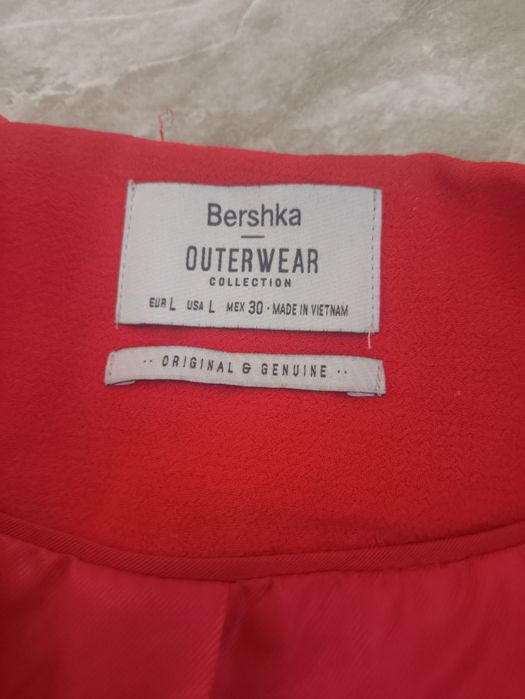 Bershka
OUTERWEAR
COLLECTION
EUR L USA L MEX 30 · MADE IN VIETNAM
·· ORIGINAL & GENUINE ··